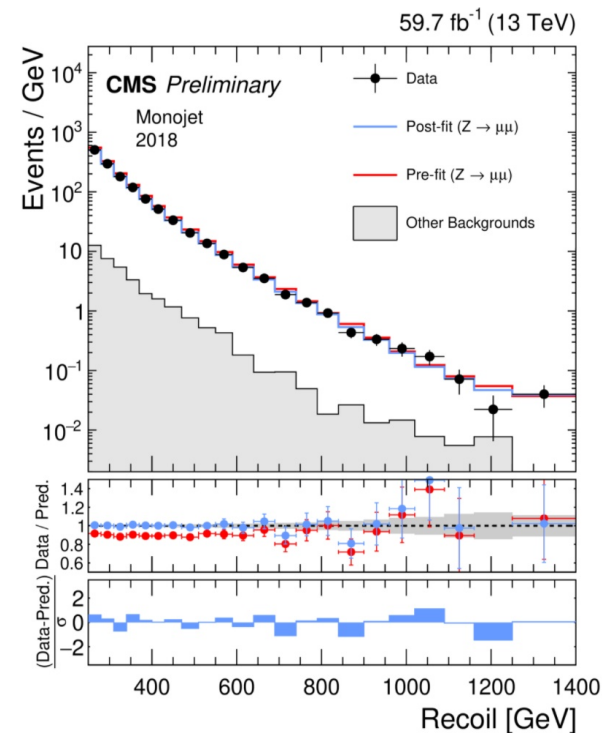 59.7 fb⁻¹ (13 TeV)
Events / GeV
10⁴
10³
10²
10
1
10⁻¹
10⁻²
CMS Preliminary
Monojet
2018
Data
Post-fit (Z → μμ)
Pre-fit (Z → μμ)
Other Backgrounds
Data / Pred.
1.4
1.2
1
0.8
0.6
(Data-Pred.)
σ
2
0
−2
400 600 800 1000 1200 1400
Recoil [GeV]